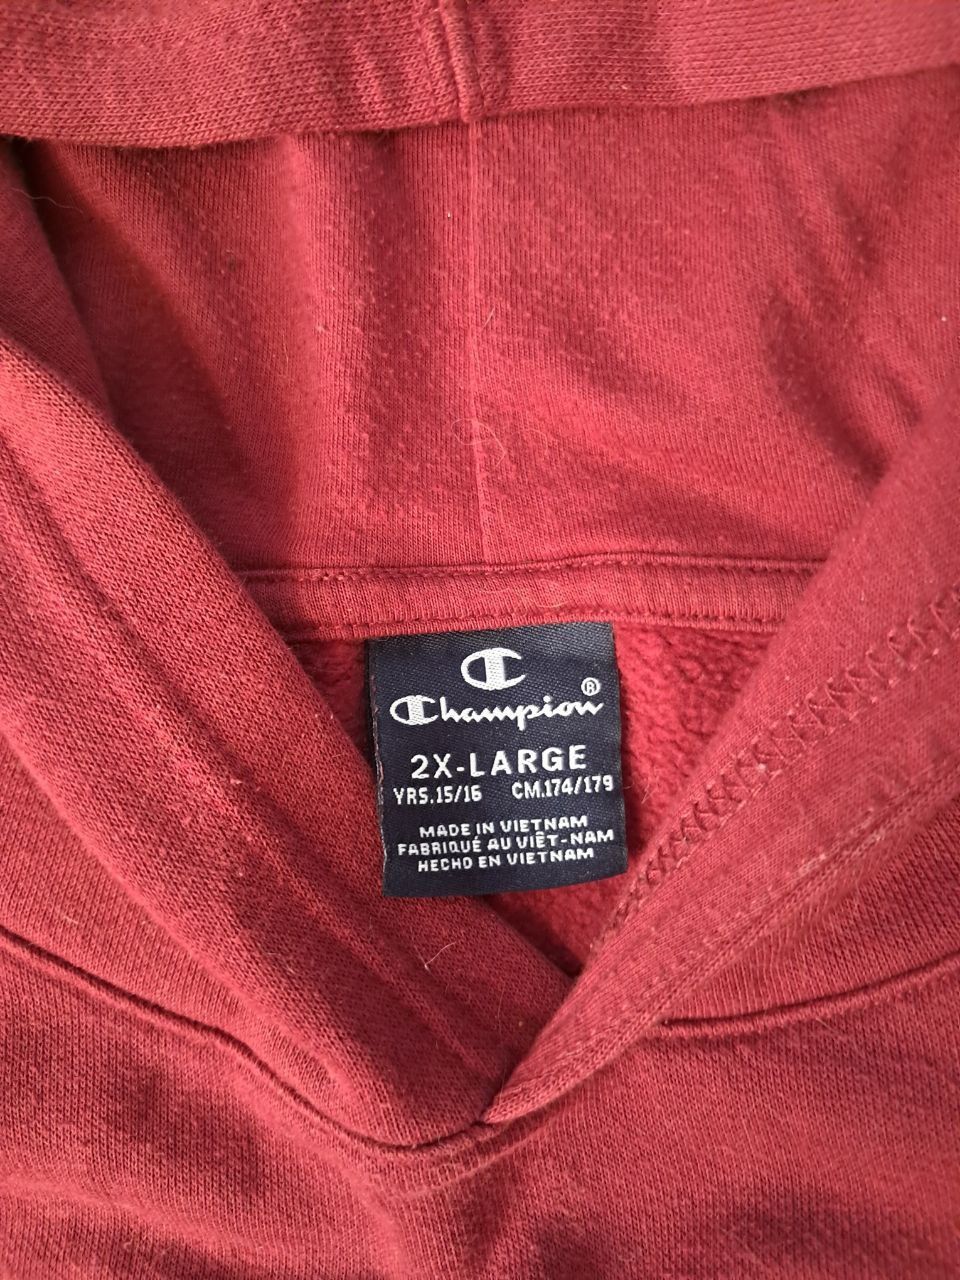 Champion®
2X-LARGE
YRS.15/16 CM.174/179
MADE IN VIETNAM
FABRIQUÉ AU VIÊT-NAM
HECHO EN VIETNAM